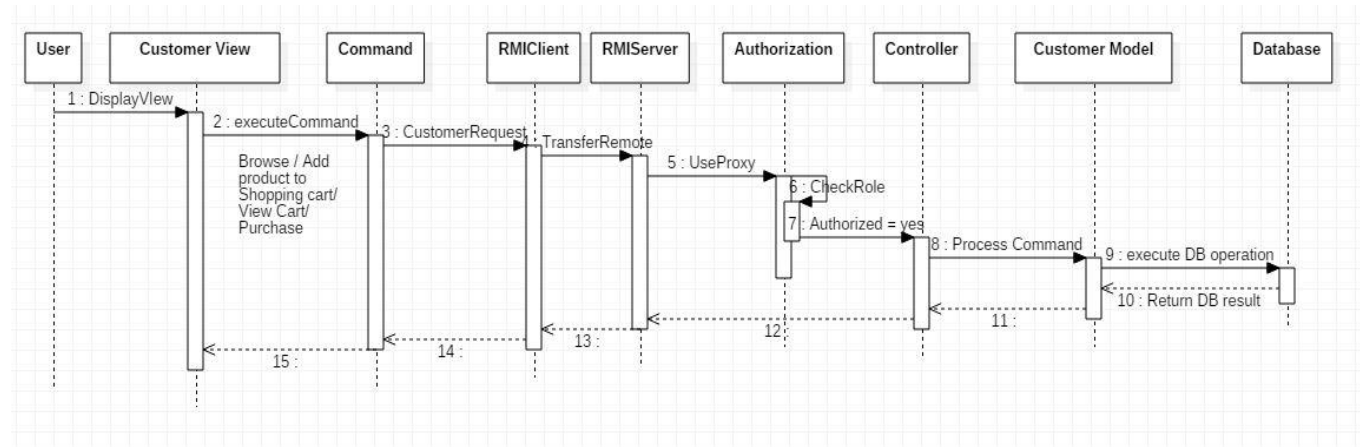 User
Customer View
Command
RMIClient
RMIServer
Authorization
Controller
Customer Model
Database
1 : DisplayVIew
2 : executeCommand
3 : CustomerRequest
TransferRemote
5 : UseProxy
6 : CheckRole
7 : Authorized = yes
8 : Process Command
9 : execute DB operation
10 : Return DB result
11 :
12 :
13 :
14 :
15 :
Browse / Add
product to
Shopping cart/
View Cart/
Purchase